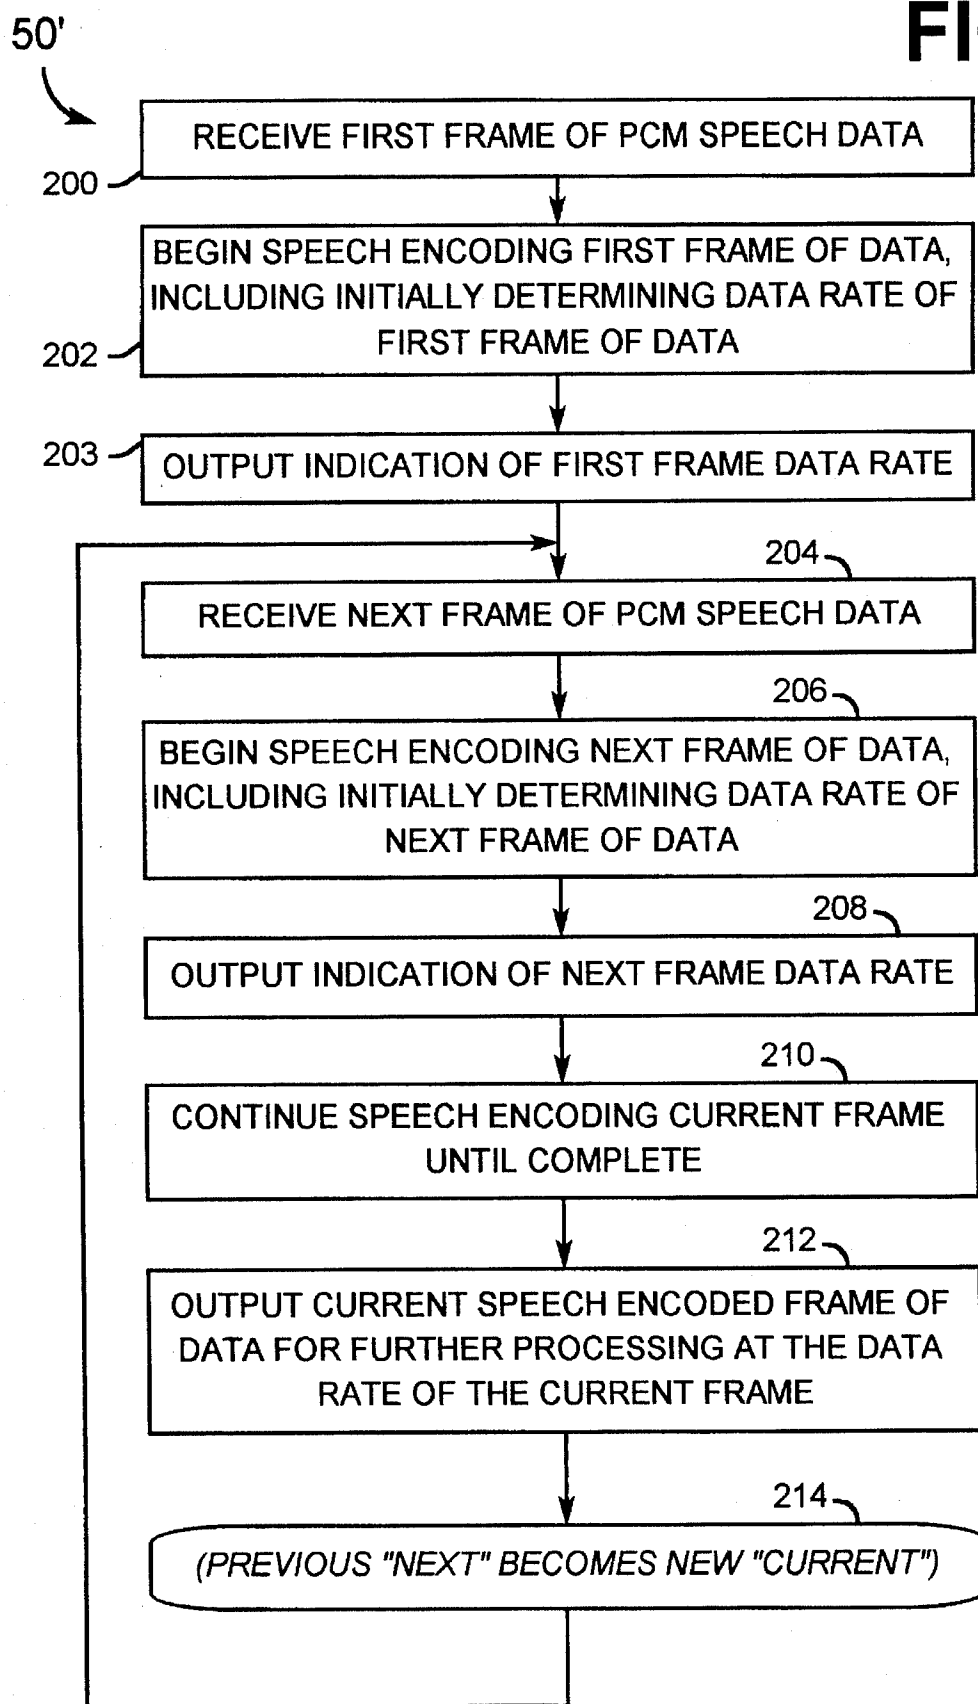 50'
FI
RECEIVE FIRST FRAME OF PCM SPEECH DATA
200
BEGIN SPEECH ENCODING FIRST FRAME OF DATA,
INCLUDING INITIALLY DETERMINING DATA RATE OF
FIRST FRAME OF DATA
202
203
OUTPUT INDICATION OF FIRST FRAME DATA RATE
204
RECEIVE NEXT FRAME OF PCM SPEECH DATA
206
BEGIN SPEECH ENCODING NEXT FRAME OF DATA,
INCLUDING INITIALLY DETERMINING DATA RATE OF
NEXT FRAME OF DATA
208
OUTPUT INDICATION OF NEXT FRAME DATA RATE
210
CONTINUE SPEECH ENCODING CURRENT FRAME
UNTIL COMPLETE
212
OUTPUT CURRENT SPEECH ENCODED FRAME OF
DATA FOR FURTHER PROCESSING AT THE DATA
RATE OF THE CURRENT FRAME
214
(PREVIOUS "NEXT" BECOMES NEW "CURRENT")